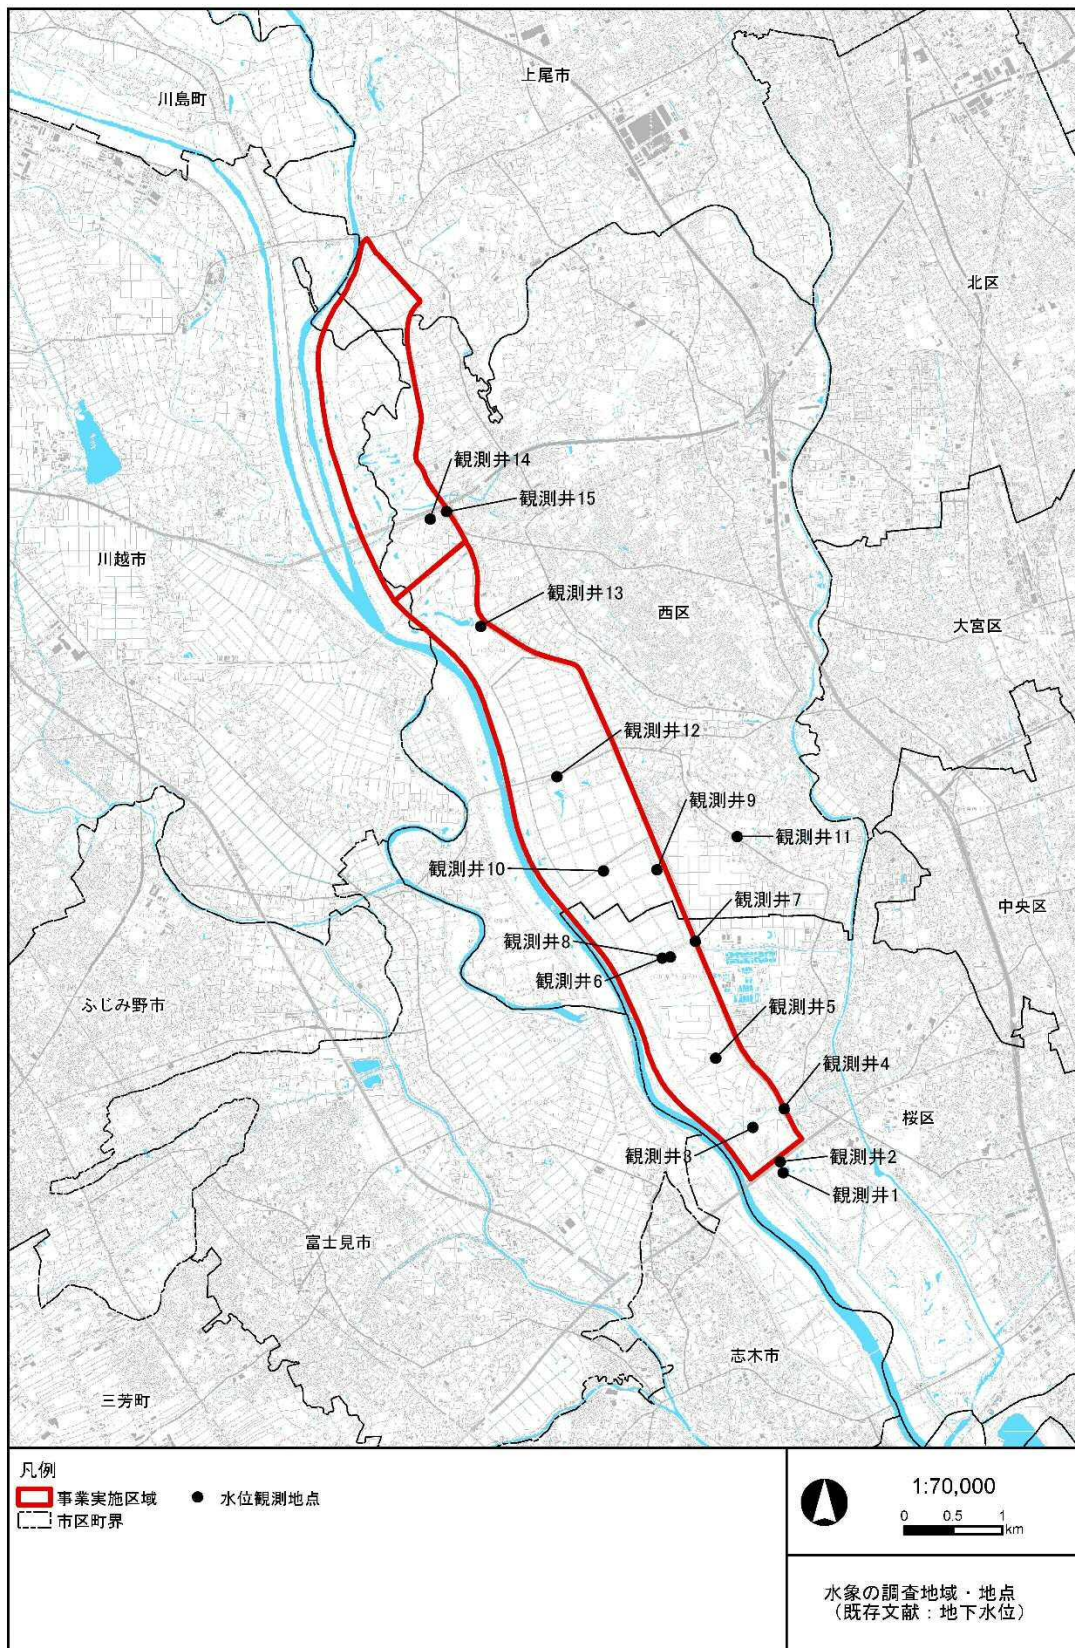 上尾市
川島町
北区
観測井14
観測井15
川越市
観測井13
西区
大宮区
観測井12
観測井9
観測井11
観測井10
中央区
観測井7
観測井8
観測井6
ふじみ野市
観測井5
観測井4
桜区
観測井3
観測井2
観測井1
富士見市
志木市
三芳町
凡例
事業実施区域
水位観測地点
市区町界
1:70,000
0 0.5 1
km
水象の調査地域・地点
(既存文献:地下水位)